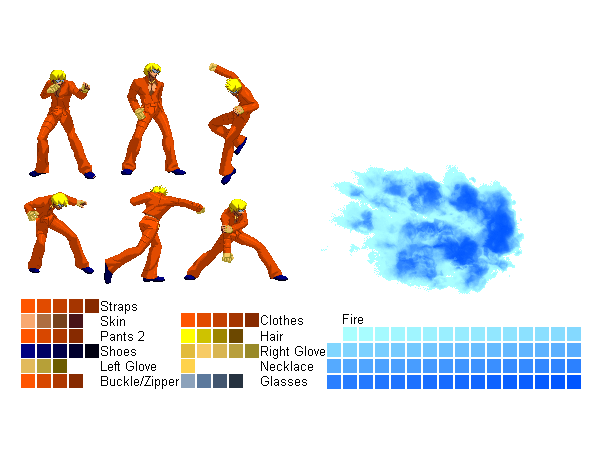 Straps
Skin
Pants 2
Shoes
Left Glove
Buckle/Zipper
Clothes
Hair
Right Glove
Necklace
Glasses
Fire